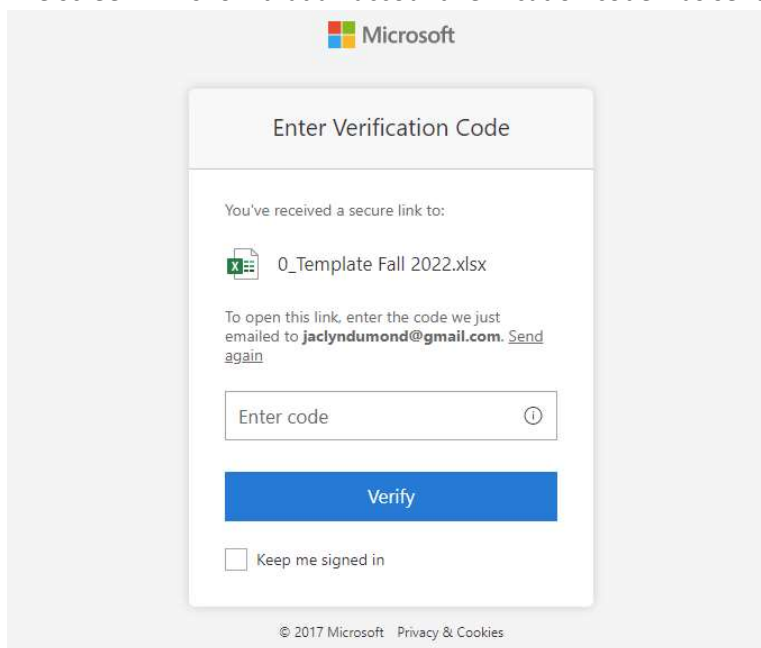 Microsoft
Enter Verification Code
You've received a secure link to:
0_Template Fall 2022.xlsx
To open this link, enter the code we just
emailed to jaclyndumond@gmail.com. Send
again
Enter code
Verify
Keep me signed in
© 2017 Microsoft Privacy & Cookies